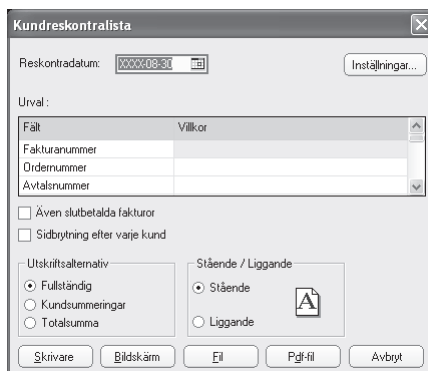 Kundreskontralista
Reskontradatum: XXXX-08-30 Inställningar...
Urval :
Fält Villkor
Fakturanummer
Ordernummer
Avtalsnummer
Även slutbetalda fakturor
Sidbrytning efter varje kund
Utskriftsalternativ Stående / Liggande
Fullständig Stående
Kundsummeringar A
Totalsumma Liggande
Skrivare Bildskärm Fil Pdf-fil Avbryt